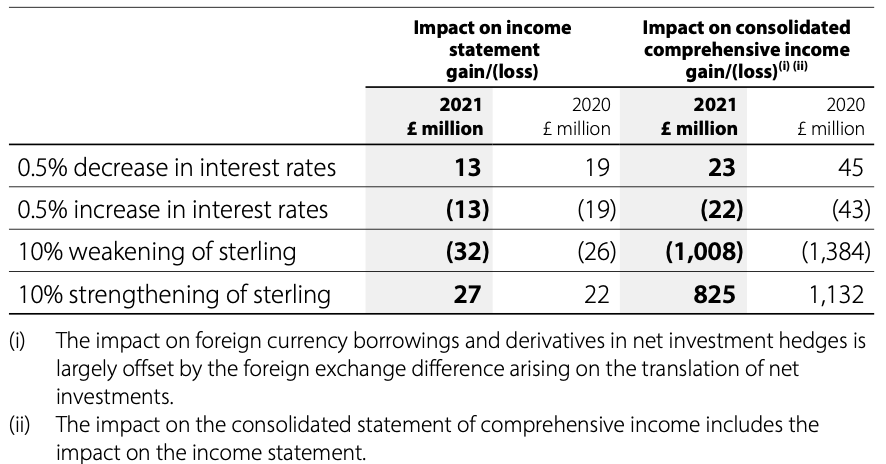 Impact on income
statement
gain/(loss)
Impact on consolidated
comprehensive income
gain/(loss)(i) (ii)
2021
£ million
2020
£ million
2021
£ million
2020
£ million
0.5% decrease in interest rates 13 19 23 45
0.5% increase in interest rates (13) (19) (22) (43)
10% weakening of sterling (32) (26) (1,008) (1,384)
10% strengthening of sterling 27 22 825 1,132
(i) The impact on foreign currency borrowings and derivatives in net investment hedges is
largely offset by the foreign exchange difference arising on the translation of net
investments.
(ii) The impact on the consolidated statement of comprehensive income includes the
impact on the income statement.